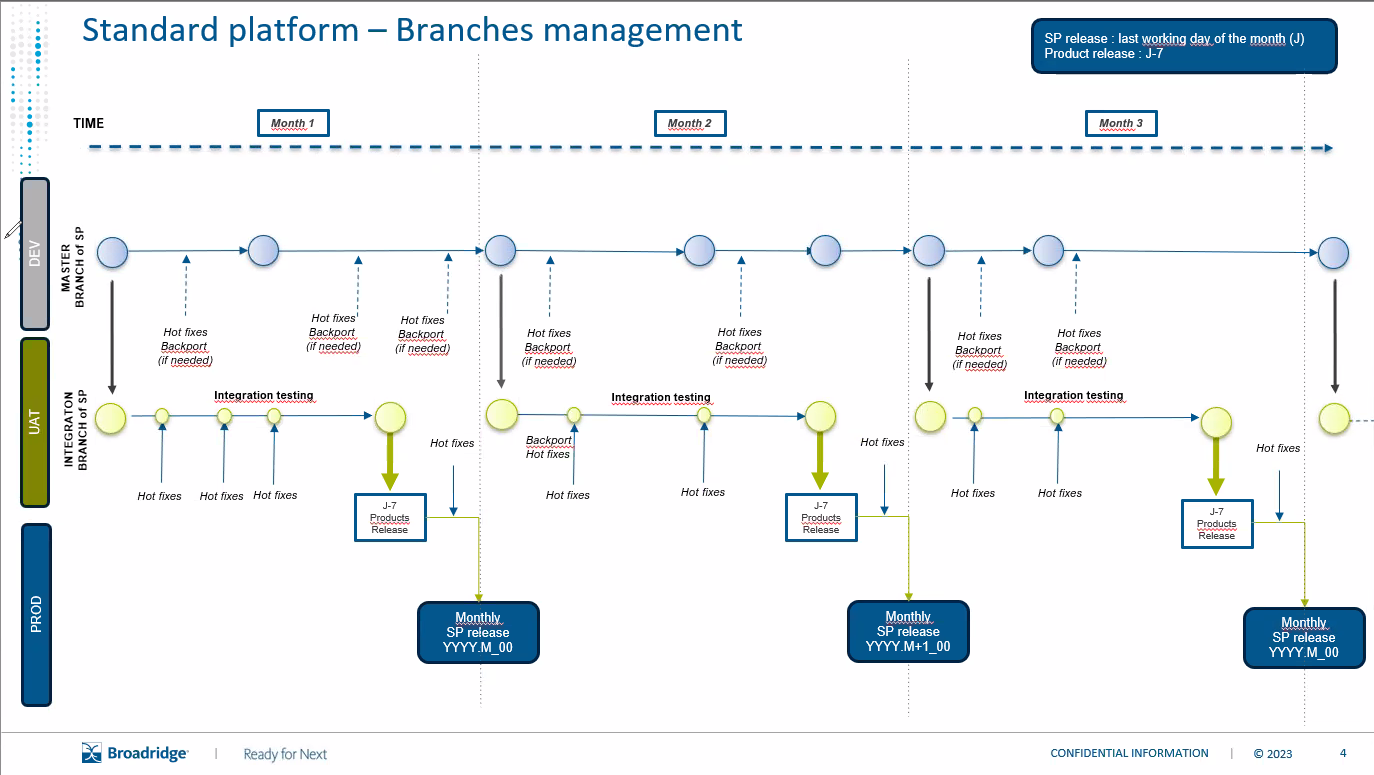 Standard platform – Branches management
SP release : last working day of the month (J)
Product release : J-7
TIME
Month 1
Month 2
Month 3
DEV
MASTER
BRANCH of SP
Hot fixes
Backport
(if needed)
Hot fixes
Backport
(if needed)
Hot fixes
Backport
(if needed)
Hot fixes
Backport
(if needed)
Hot fixes
Backport
(if needed)
Hot fixes
Backport
(if needed)
Hot fixes
Backport
(if needed)
UAT
INTEGRATON
BRANCH of SP
Integration testing
Integration testing
Integration testing
Hot fixes
Hot fixes
Hot fixes
Hot fixes
Backport
Hot fixes
Hot fixes
Hot fixes
Hot fixes
Hot fixes
Hot fixes
Hot fixes
J-7
Products
Release
J-7
Products
Release
J-7
Products
Release
PROD
Monthly
SP release
YYYY.M_00
Monthly
SP release
YYYY.M+1_00
Monthly
SP release
YYYY.M_00
Broadridge
Ready for Next
CONFIDENTIAL INFORMATION
© 2023
4